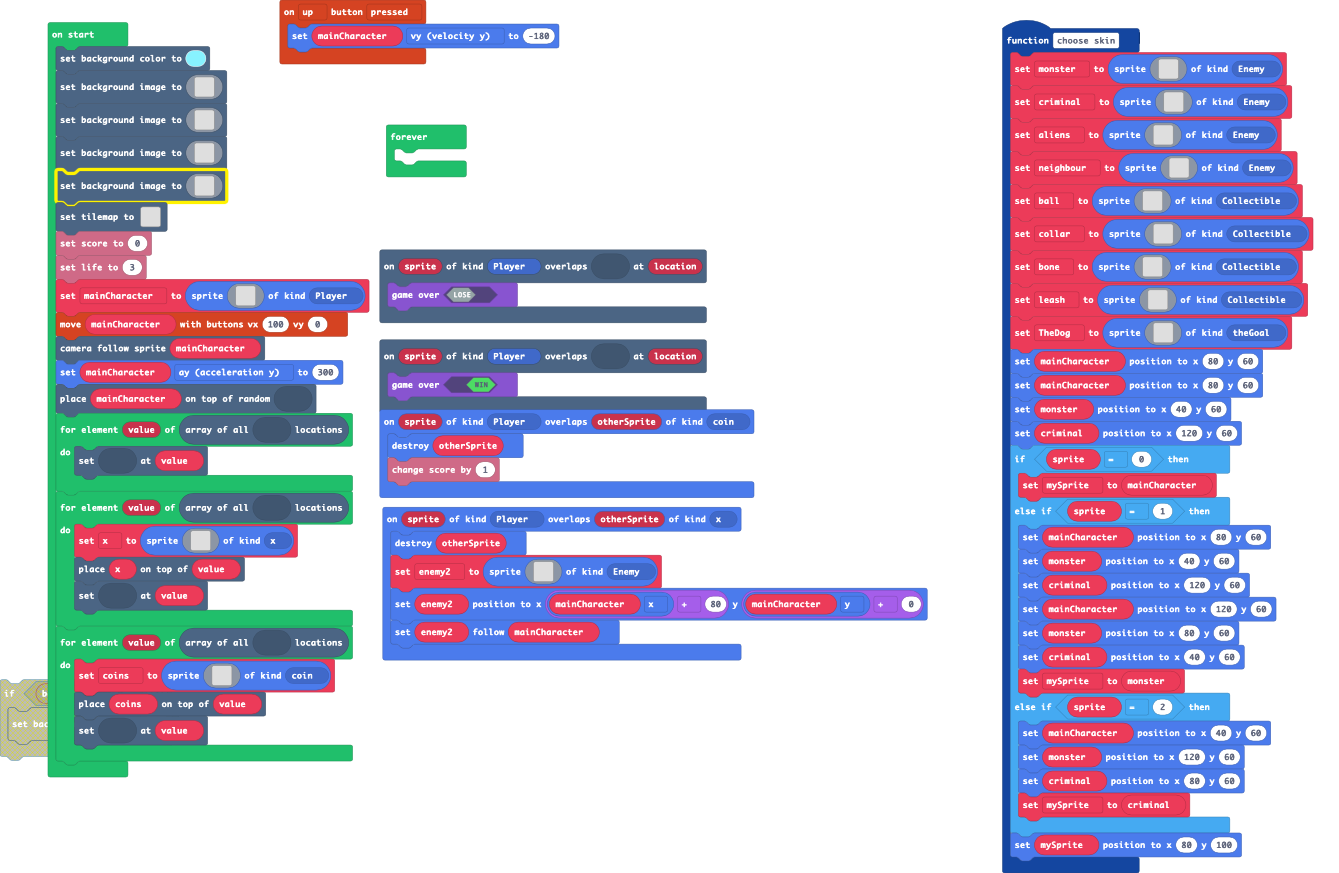 on start
set background color to
set background image to
set background image to
set background image to
set background image to
set tilemap to
set score to 0
set life to 3
set mainCharacter to sprite of kind Player
move mainCharacter with buttons vx 100 vy 0
camera follow sprite mainCharacter
set mainCharacter ay (acceleration y) to 300
place mainCharacter on top of random
for element value of array of all locations
do set at value
for element value of array of all locations
do set x to sprite of kind x
place x on top of value
set at value
for element value of array of all locations
do set coins to sprite of kind coin
place coins on top of value
set at value
if b
set bac
on up button pressed
set mainCharacter vy (velocity y) to -180
forever
on sprite of kind Player overlaps at location
game over LOSE
on sprite of kind Player overlaps at location
game over WIN
on sprite of kind Player overlaps otherSprite of kind coin
destroy otherSprite
change score by 1
on sprite of kind Player overlaps otherSprite of kind x
destroy otherSprite
set enemy2 to sprite of kind Enemy
set enemy2 position to x mainCharacter x + 80 y mainCharacter y + 0
set enemy2 follow mainCharacter
function choose skin
set monster to sprite of kind Enemy
set criminal to sprite of kind Enemy
set aliens to sprite of kind Enemy
set neighbour to sprite of kind Enemy
set ball to sprite of kind Collectible
set collar to sprite of kind Collectible
set bone to sprite of kind Collectible
set leash to sprite of kind Collectible
set TheDog to sprite of kind theGoal
set mainCharacter position to x 80 y 60
set mainCharacter position to x 80 y 60
set monster position to x 40 y 60
set criminal position to x 120 y 60
if sprite = 0 then
set mySprite to mainCharacter
else if sprite = 1 then
set mainCharacter position to x 80 y 60
set monster position to x 40 y 60
set criminal position to x 120 y 60
set mainCharacter position to x 120 y 60
set monster position to x 80 y 60
set criminal position to x 40 y 60
set mySprite to monster
else if sprite = 2 then
set mainCharacter position to x 40 y 60
set monster position to x 120 y 60
set criminal position to x 80 y 60
set mySprite to criminal
set mySprite position to x 80 y 100